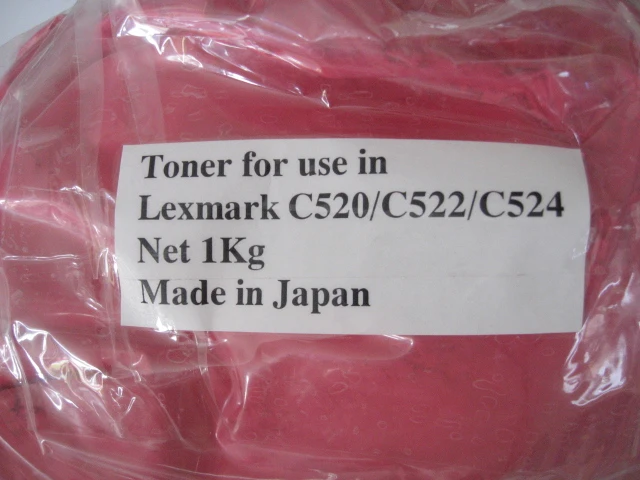 Toner for use in
Lexmark C520/C522/C524
Net 1Kg
Made in Japan